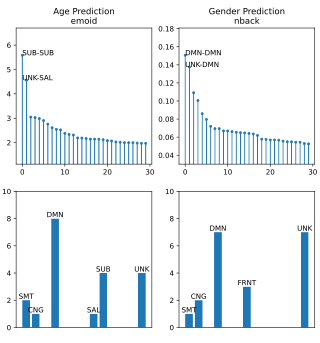 Age Prediction
emoid
Gender Prediction
nback
6
5
4
3
2
SUB-SUB
UNK-SAL
0
10
20
30
0.18
0.16
0.14
0.12
0.10
0.08
0.06
0.04
DMN-DMN
UNK-DMN
0
10
20
30
10
8
6
4
2
0
SMT
CNG
DMN
SAL
SUB
UNK
10
8
6
4
2
0
SMT
CNG
DMN
FRNT
UNK